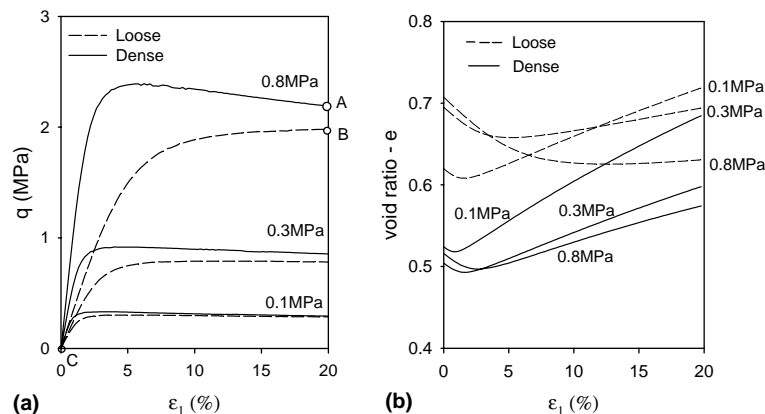 Loose
Dense
0.8MPa
A
B
0.3MPa
0.1MPa
C
q (MPa)
3
2
1
0
0 5 10 15 20
ε1 (%)
(a)
Loose
Dense
0.1MPa
0.3MPa
0.8MPa
0.1MPa
0.3MPa
0.8MPa
void ratio - e
0.8
0.7
0.6
0.5
0.4
0 5 10 15 20
ε1 (%)
(b)